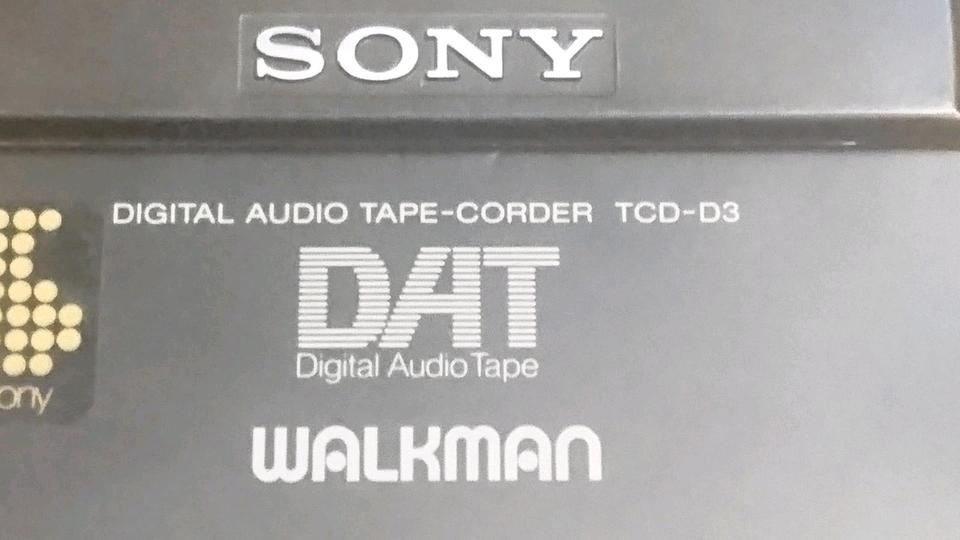 SONY
DIGITAL AUDIO TAPE-CORDER TCD-D3
DAT
Digital Audio Tape
ony
WALKMAN